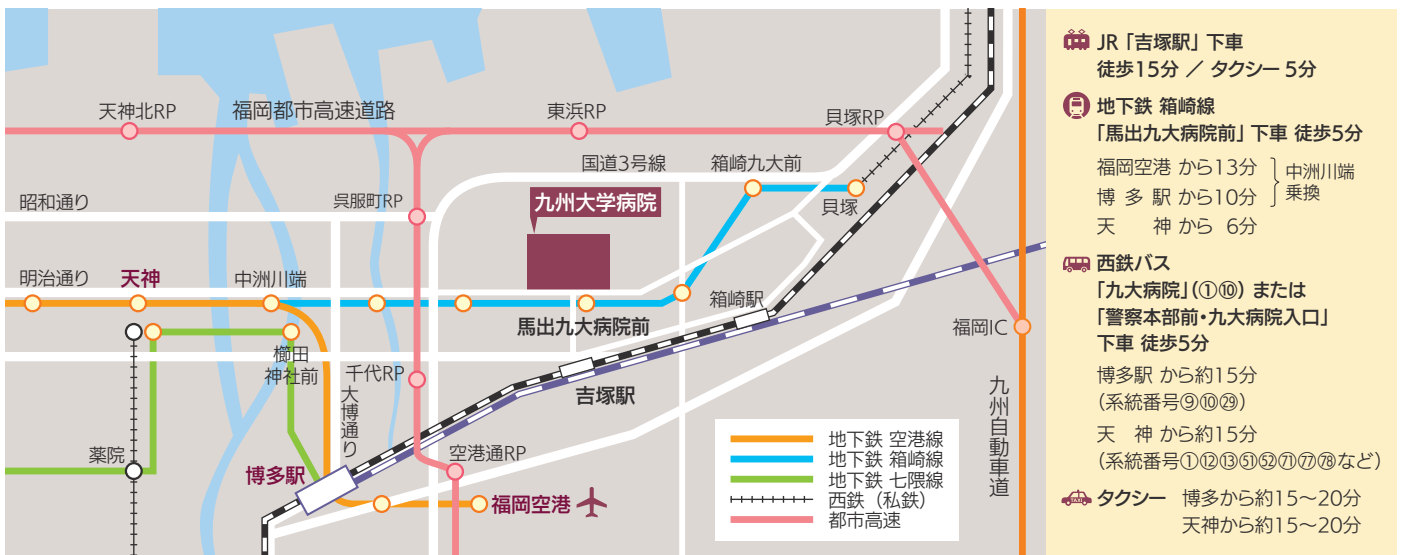 天神北RP
福岡都市高速道路
東浜RP
貝塚RP
国道3号線
箱崎九大前
昭和通り
呉服町RP
九州大学病院
貝塚
明治通り
天神
中洲川端
箱崎駅
馬出九大病院前
福岡IC
櫛田
神社前
千代RP
吉塚駅
大博通り
九州自動車道
薬院
博多駅
空港通RP
福岡空港
地下鉄 空港線
地下鉄 箱崎線
地下鉄 七隈線
西鉄（私鉄）
都市高速
JR「吉塚駅」下車
徒歩15分 ／ タクシー 5分
地下鉄 箱崎線
「馬出九大病院前」下車 徒歩5分
福岡空港 から13分
博多駅 から10分
中洲川端
乗換
天神 から 6分
西鉄バス
「九大病院」(①⑩) または
「警察本部前・九大病院入口」
下車 徒歩5分
博多駅 から約15分
（系統番号⑨⑩㉙）
天神 から約15分
（系統番号①⑫⑬51 52 71 77 78など）
タクシー 博多から約15〜20分
天神から約15〜20分
TAXI